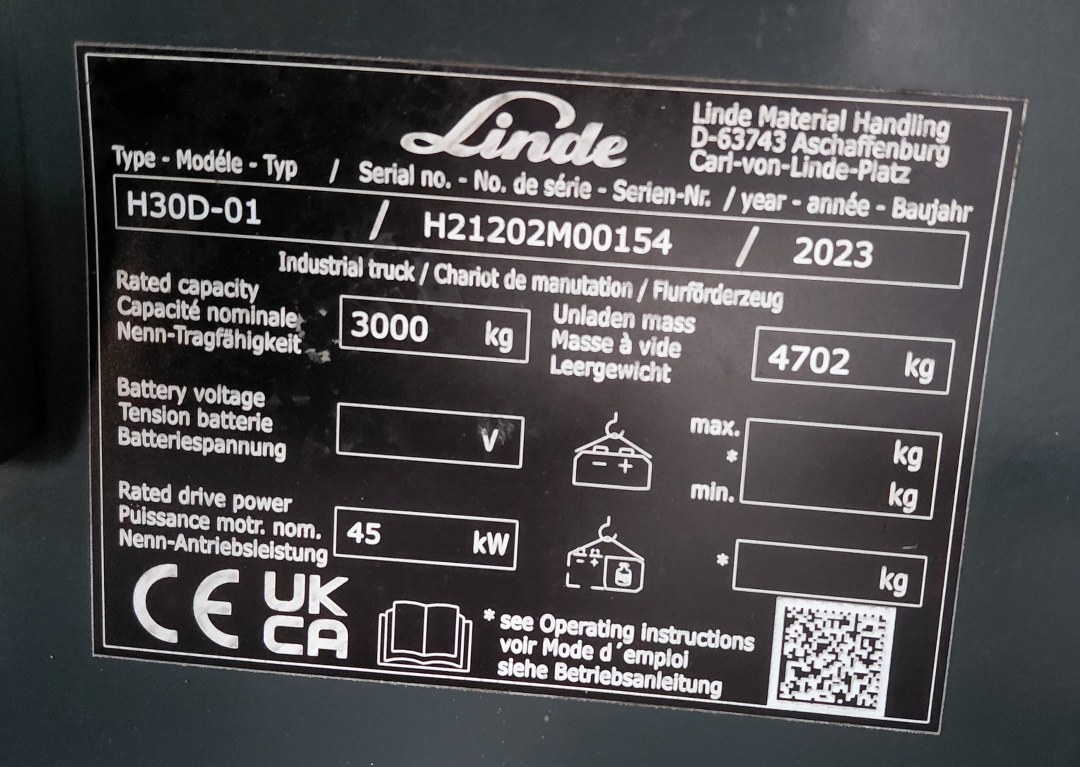 Linde
Linde Material Handling
D-63743 Aschaffenburg
Carl-von-Linde-Platz
Type - Modéle - Typ / Serial no. - No. de série - Serien-Nr. / year - année - Baujahr
H30D-01 / H21202M00154 / 2023
Industrial truck / Chariot de manutation / Flurförderzeug
Rated capacity
Capacité nominale
Nenn-Tragfähigkeit
3000 kg
Unladen mass
Masse à vide
Leergewicht
4702 kg
Battery voltage
Tension batterie
Batteriespannung
V
- +
max.
*
min.
kg
kg
Rated drive power
Puissance motr. nom.
Nenn-Antriebsleistung
45 kW
- +
* kg
CE
UK
CA
* see Operating instructions
voir Mode d´emploi
siehe Betriebsanleitung